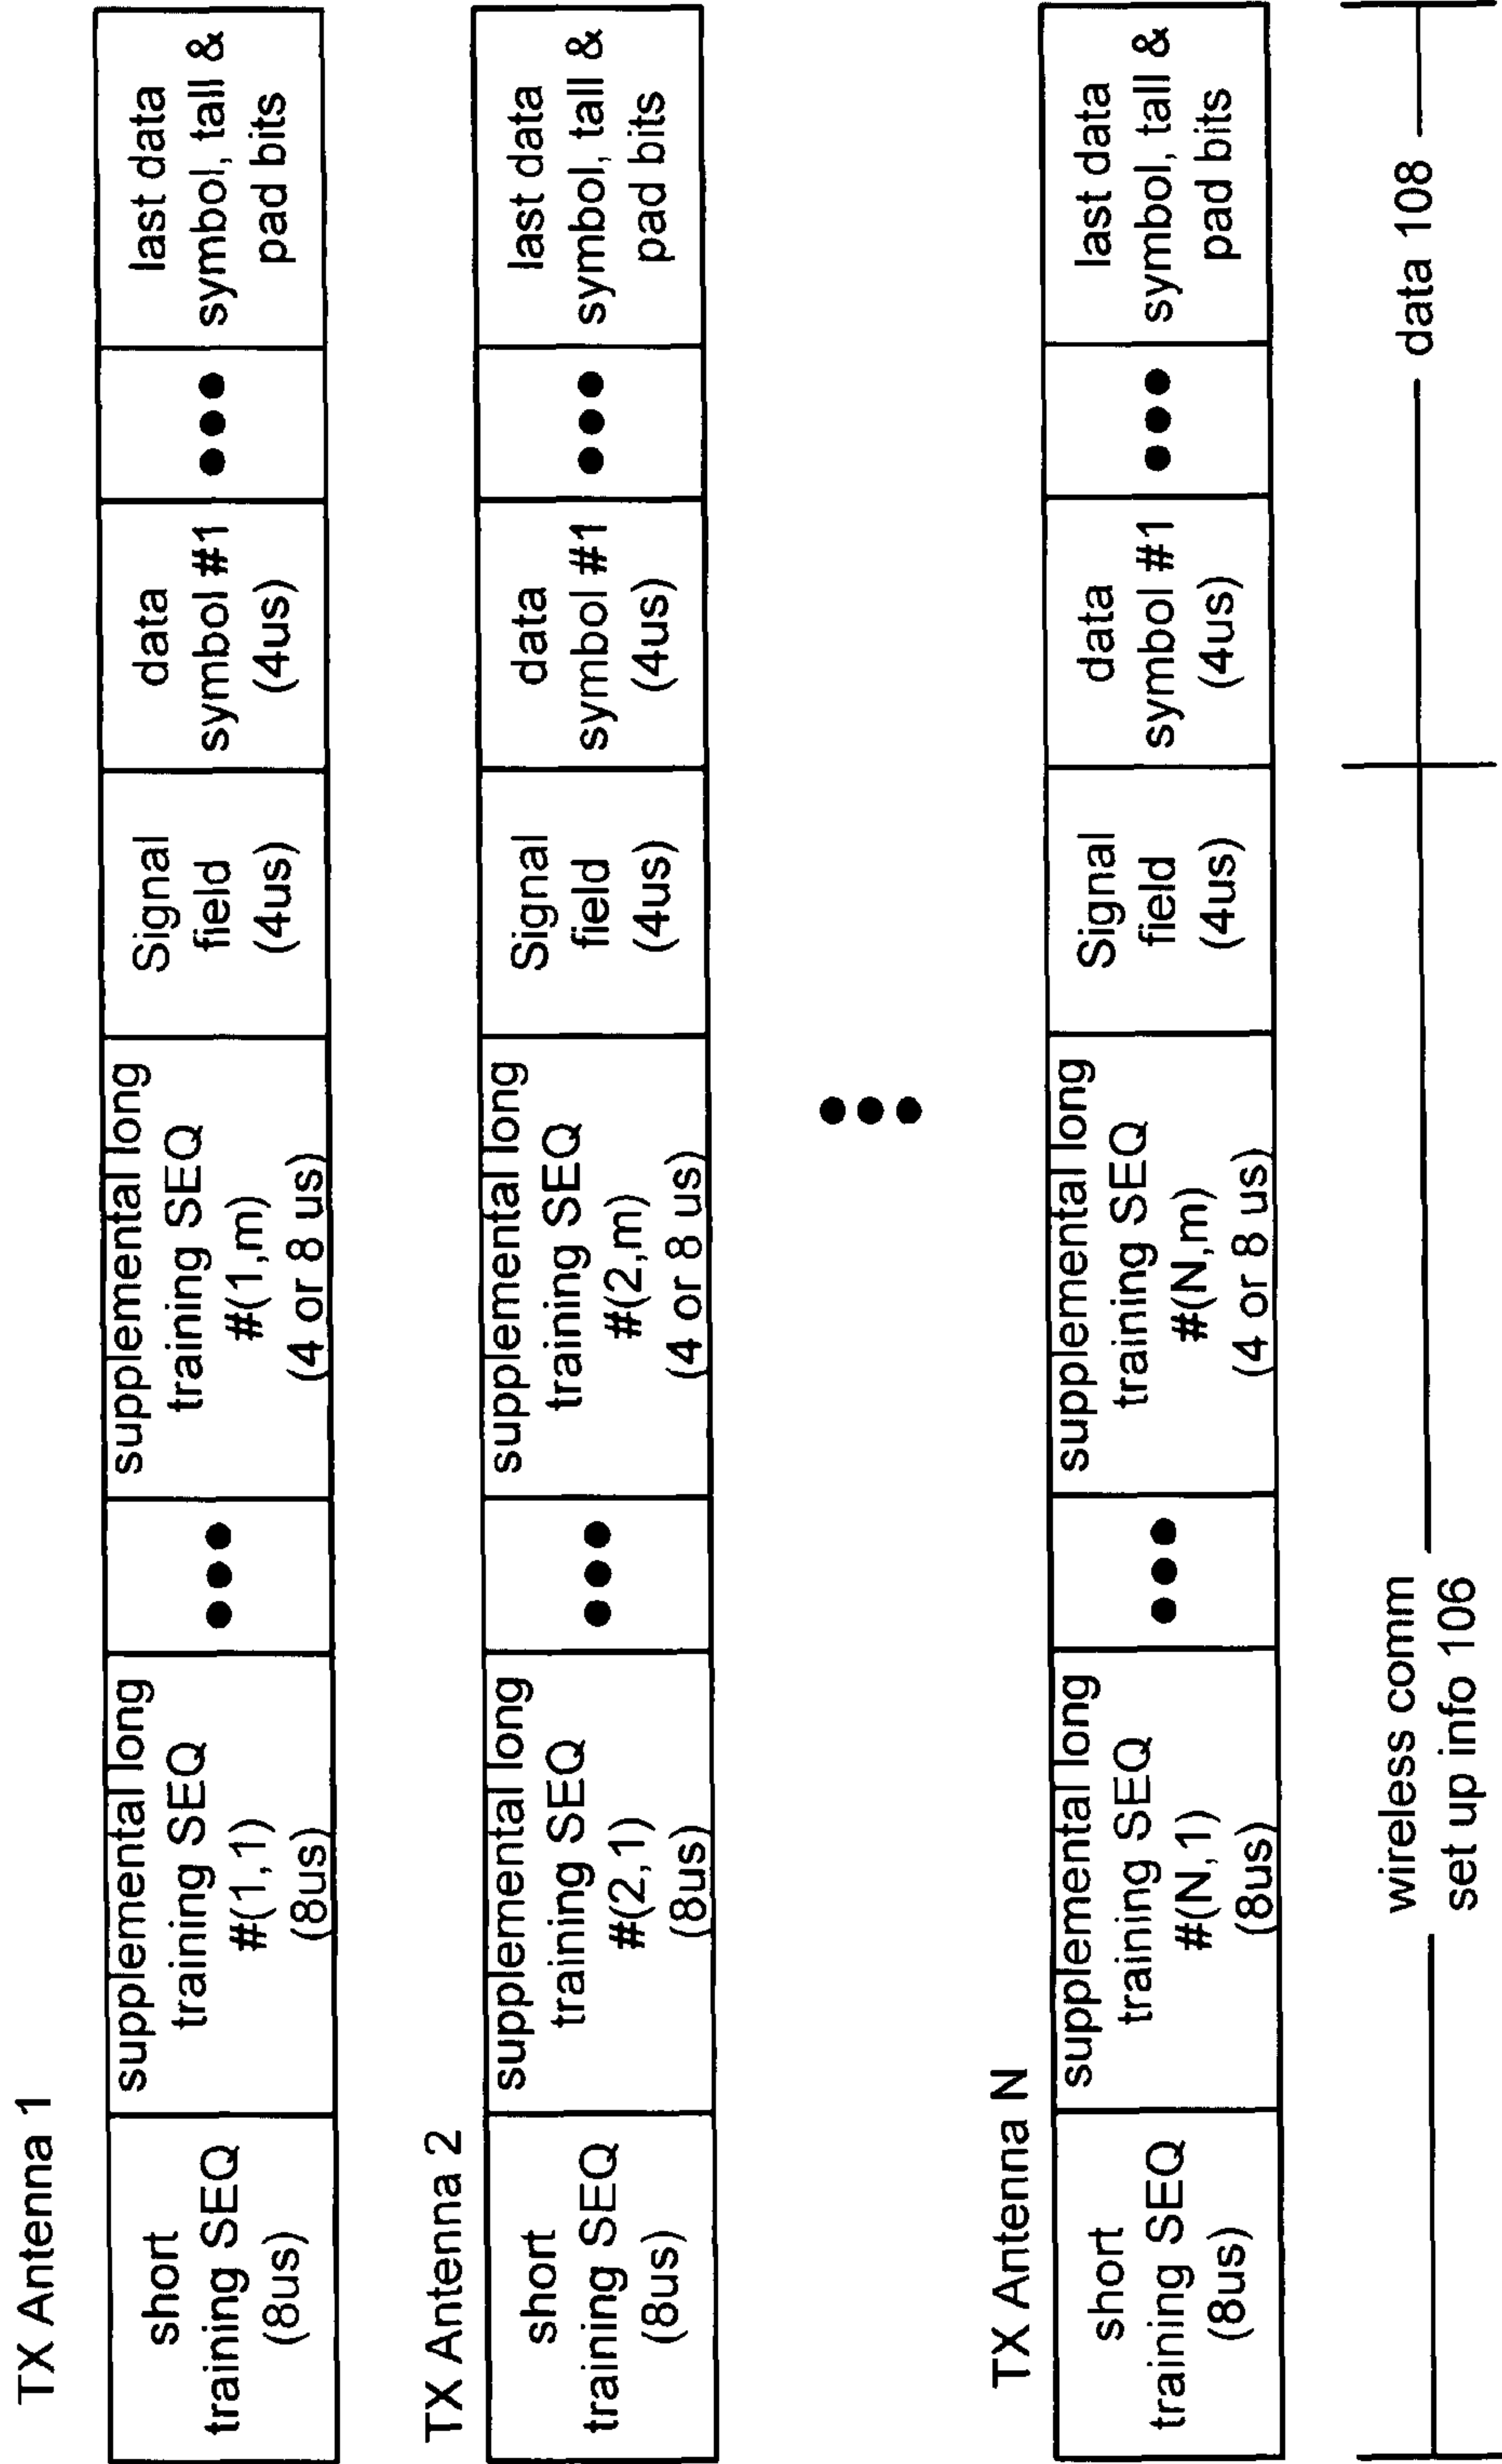 TX Antenna 1
short
training SEQ
(8us)
supplemental long
training SEQ
#(1,1)
(8us)
supplemental long
training SEQ
#(1,m)
(4 or 8 us)
Signal
field
(4us)
data
symbol #1
(4us)
last data
symbol, tall &
pad bits
TX Antenna 2
short
training SEQ
(8us)
supplemental long
training SEQ
#(2,1)
(8us)
supplemental long
training SEQ
#(2,m)
(4 or 8 us)
Signal
field
(4us)
data
symbol #1
(4us)
last data
symbol, tall &
pad bits
TX Antenna N
short
training SEQ
(8us)
supplemental long
training SEQ
#(N,1)
(8us)
supplemental long
training SEQ
#(N,m)
(4 or 8 us)
Signal
field
(4us)
data
symbol #1
(4us)
last data
symbol, tall &
pad bits
wireless comm
set up info 106
data 108